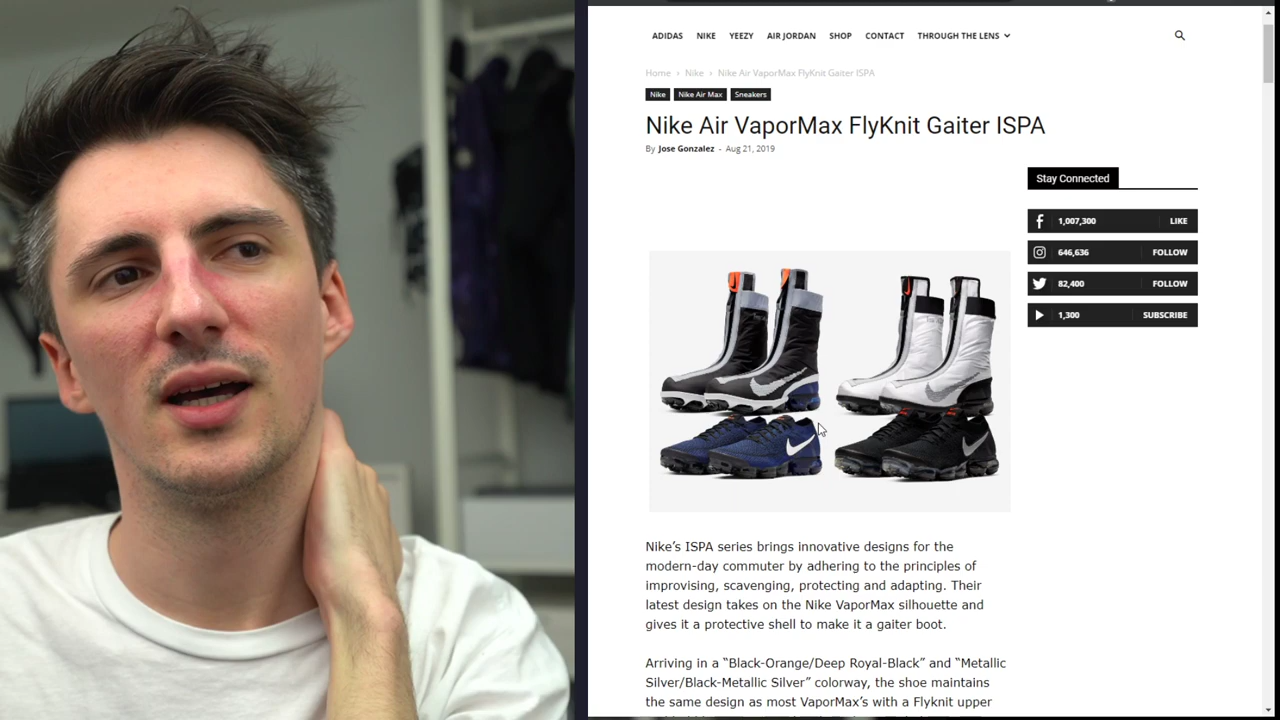 ADIDAS NIKE YEEZY AIR JORDAN SHOP CONTACT THROUGH THE LENS
Home › Nike › Nike Air VaporMax FlyKnit Gaiter ISPA
Nike Nike Air Max Sneakers
Nike Air VaporMax FlyKnit Gaiter ISPA
By Jose Gonzalez - Aug 21, 2019
Stay Connected
1,007,300 LIKE
646,636 FOLLOW
82,400 FOLLOW
1,300 SUBSCRIBE
Nike’s ISPA series brings innovative designs for the
modern-day commuter by adhering to the principles of
improvising, scavenging, protecting and adapting. Their
latest design takes on the Nike VaporMax silhouette and
gives it a protective shell to make it a gaiter boot.
Arriving in a “Black-Orange/Deep Royal-Black” and “Metallic
Silver/Black-Metallic Silver” colorway, the shoe maintains
the same design as most VaporMax’s with a Flyknit upper